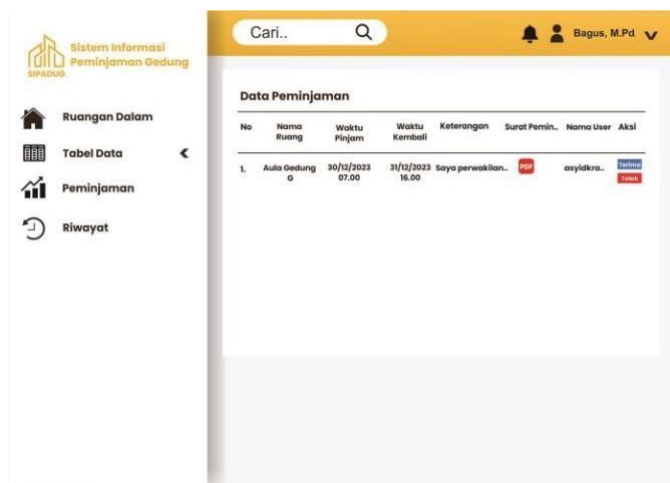 Sistem Informasi
Peminjaman Gedung
SIPADUG
Cari..
Bagus, M.Pd
Ruangan Dalam
Tabel Data
Peminjaman
Riwayat
Data Peminjaman
No Nama Ruang Waktu Pinjam Waktu Kembali Keterangan Surat Pemin.. Nama User Aksi
1. Aula Gedung G 30/12/2023 07.00 31/12/2023 16.00 Saya perwakilan.. PDF asyidkra.. Terima Tolak